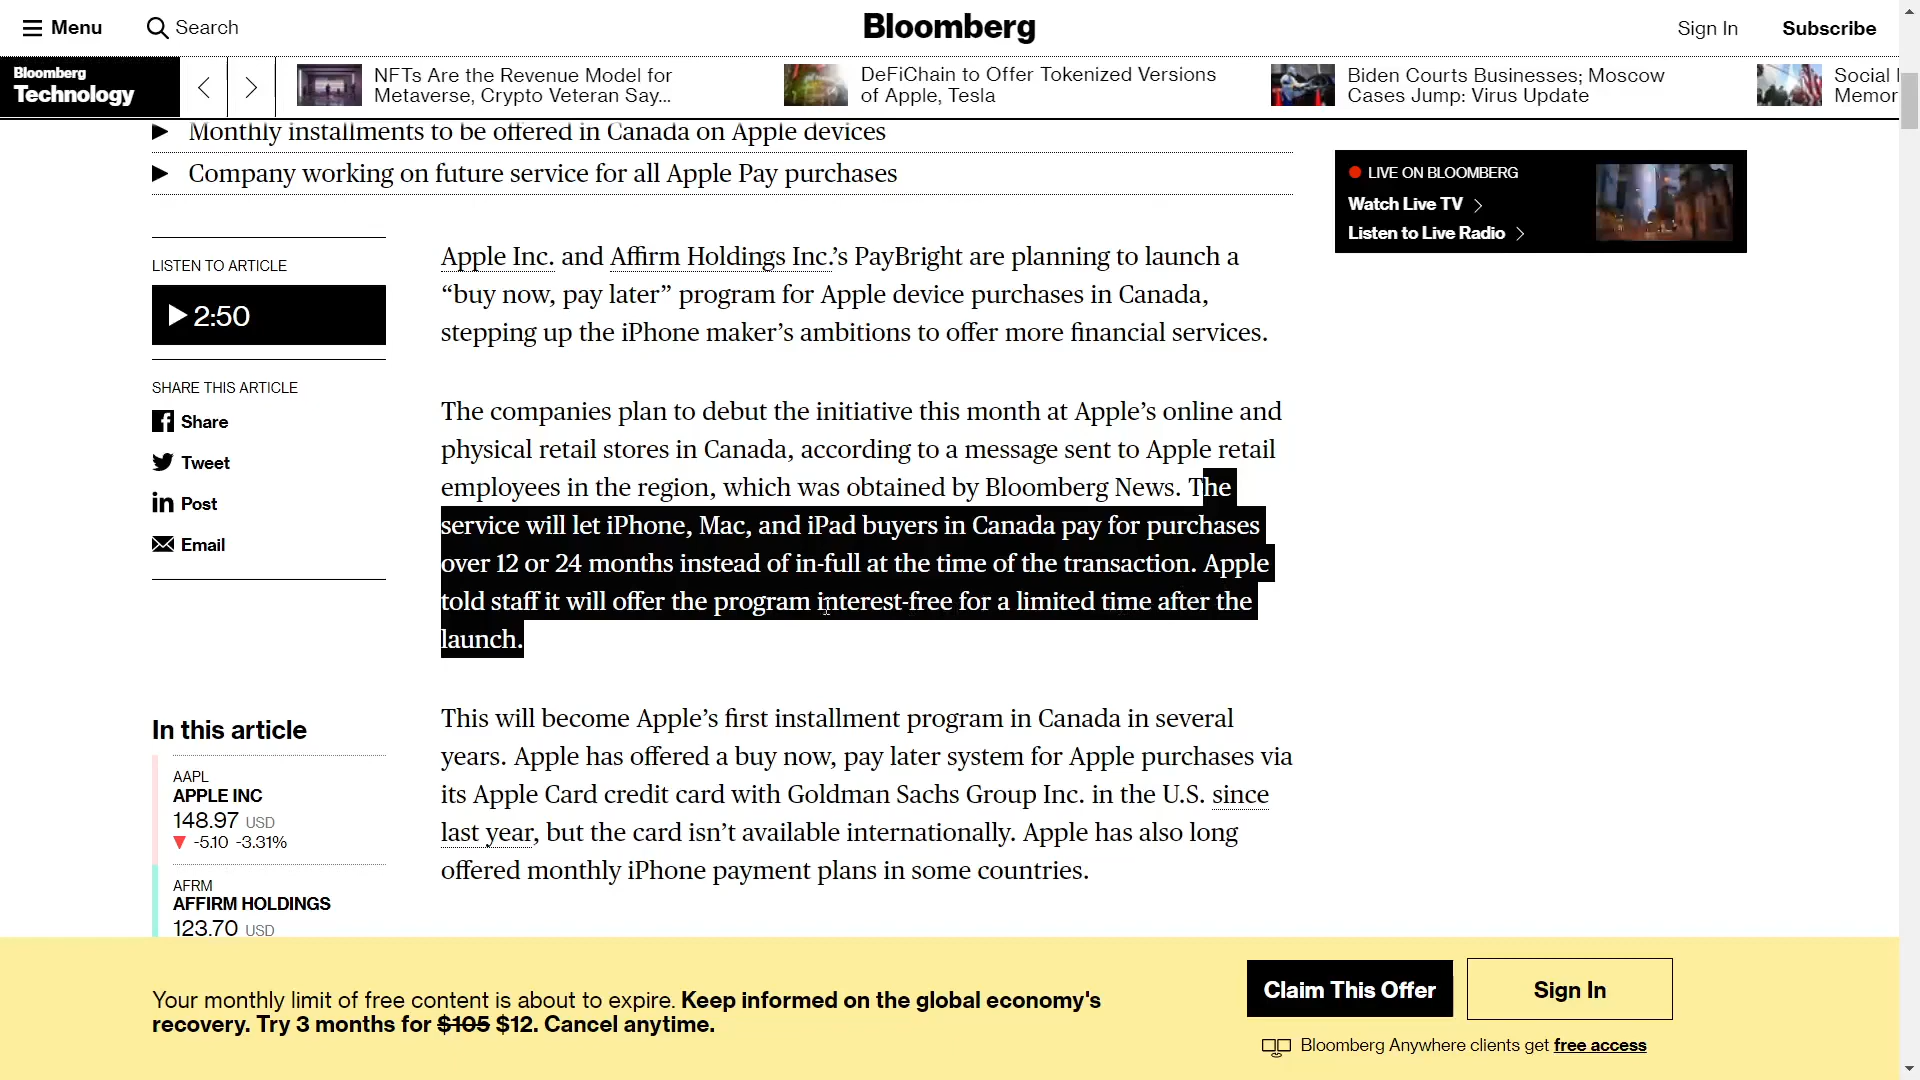 Menu
Search
Bloomberg
Sign In
Subscribe
Bloomberg
Technology
NFTs Are the Revenue Model for
Metaverse, Crypto Veteran Say...
DeFiChain to Offer Tokenized Versions
of Apple, Tesla
Biden Courts Businesses; Moscow
Cases Jump: Virus Update
Social
Memor
Monthly installments to be offered in Canada on Apple devices
Company working on future service for all Apple Pay purchases
LIVE ON BLOOMBERG
Watch Live TV
Listen to Live Radio
LISTEN TO ARTICLE
2:50
SHARE THIS ARTICLE
Share
Tweet
Post
Email
Apple Inc. and Affirm Holdings Inc.’s PayBright are planning to launch a
“buy now, pay later” program for Apple device purchases in Canada,
stepping up the iPhone maker’s ambitions to offer more financial services.
The companies plan to debut the initiative this month at Apple’s online and
physical retail stores in Canada, according to a message sent to Apple retail
employees in the region, which was obtained by Bloomberg News. The
service will let iPhone, Mac, and iPad buyers in Canada pay for purchases
over 12 or 24 months instead of in-full at the time of the transaction. Apple
told staff it will offer the program interest-free for a limited time after the
launch.
This will become Apple’s first installment program in Canada in several
years. Apple has offered a buy now, pay later system for Apple purchases via
its Apple Card credit card with Goldman Sachs Group Inc. in the U.S. since
last year, but the card isn’t available internationally. Apple has also long
offered monthly iPhone payment plans in some countries.
In this article
AAPL
APPLE INC
148.97 USD
▼ -5.10 -3.31%
AFRM
AFFIRM HOLDINGS
123.70 USD
Your monthly limit of free content is about to expire. Keep informed on the global economy's
recovery. Try 3 months for $105 $12. Cancel anytime.
Claim This Offer
Sign In
Bloomberg Anywhere clients get free access